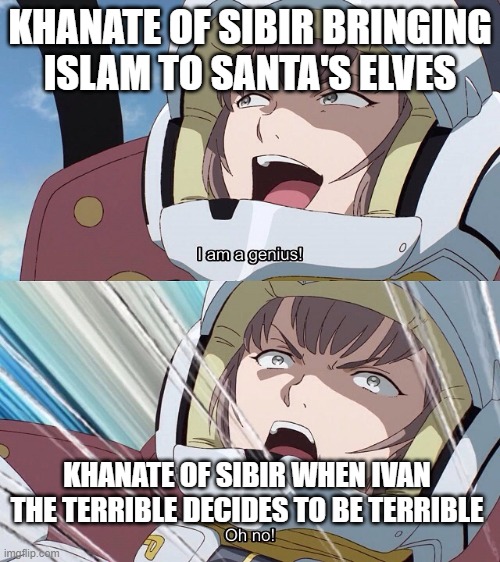 KHANATE OF SIBIR BRINGING
ISLAM TO SANTA'S ELVES
I am a genius!
KHANATE OF SIBIR WHEN IVAN
THE TERRIBLE DECIDES TO BE TERRIBLE
Oh no!
imgflip.com